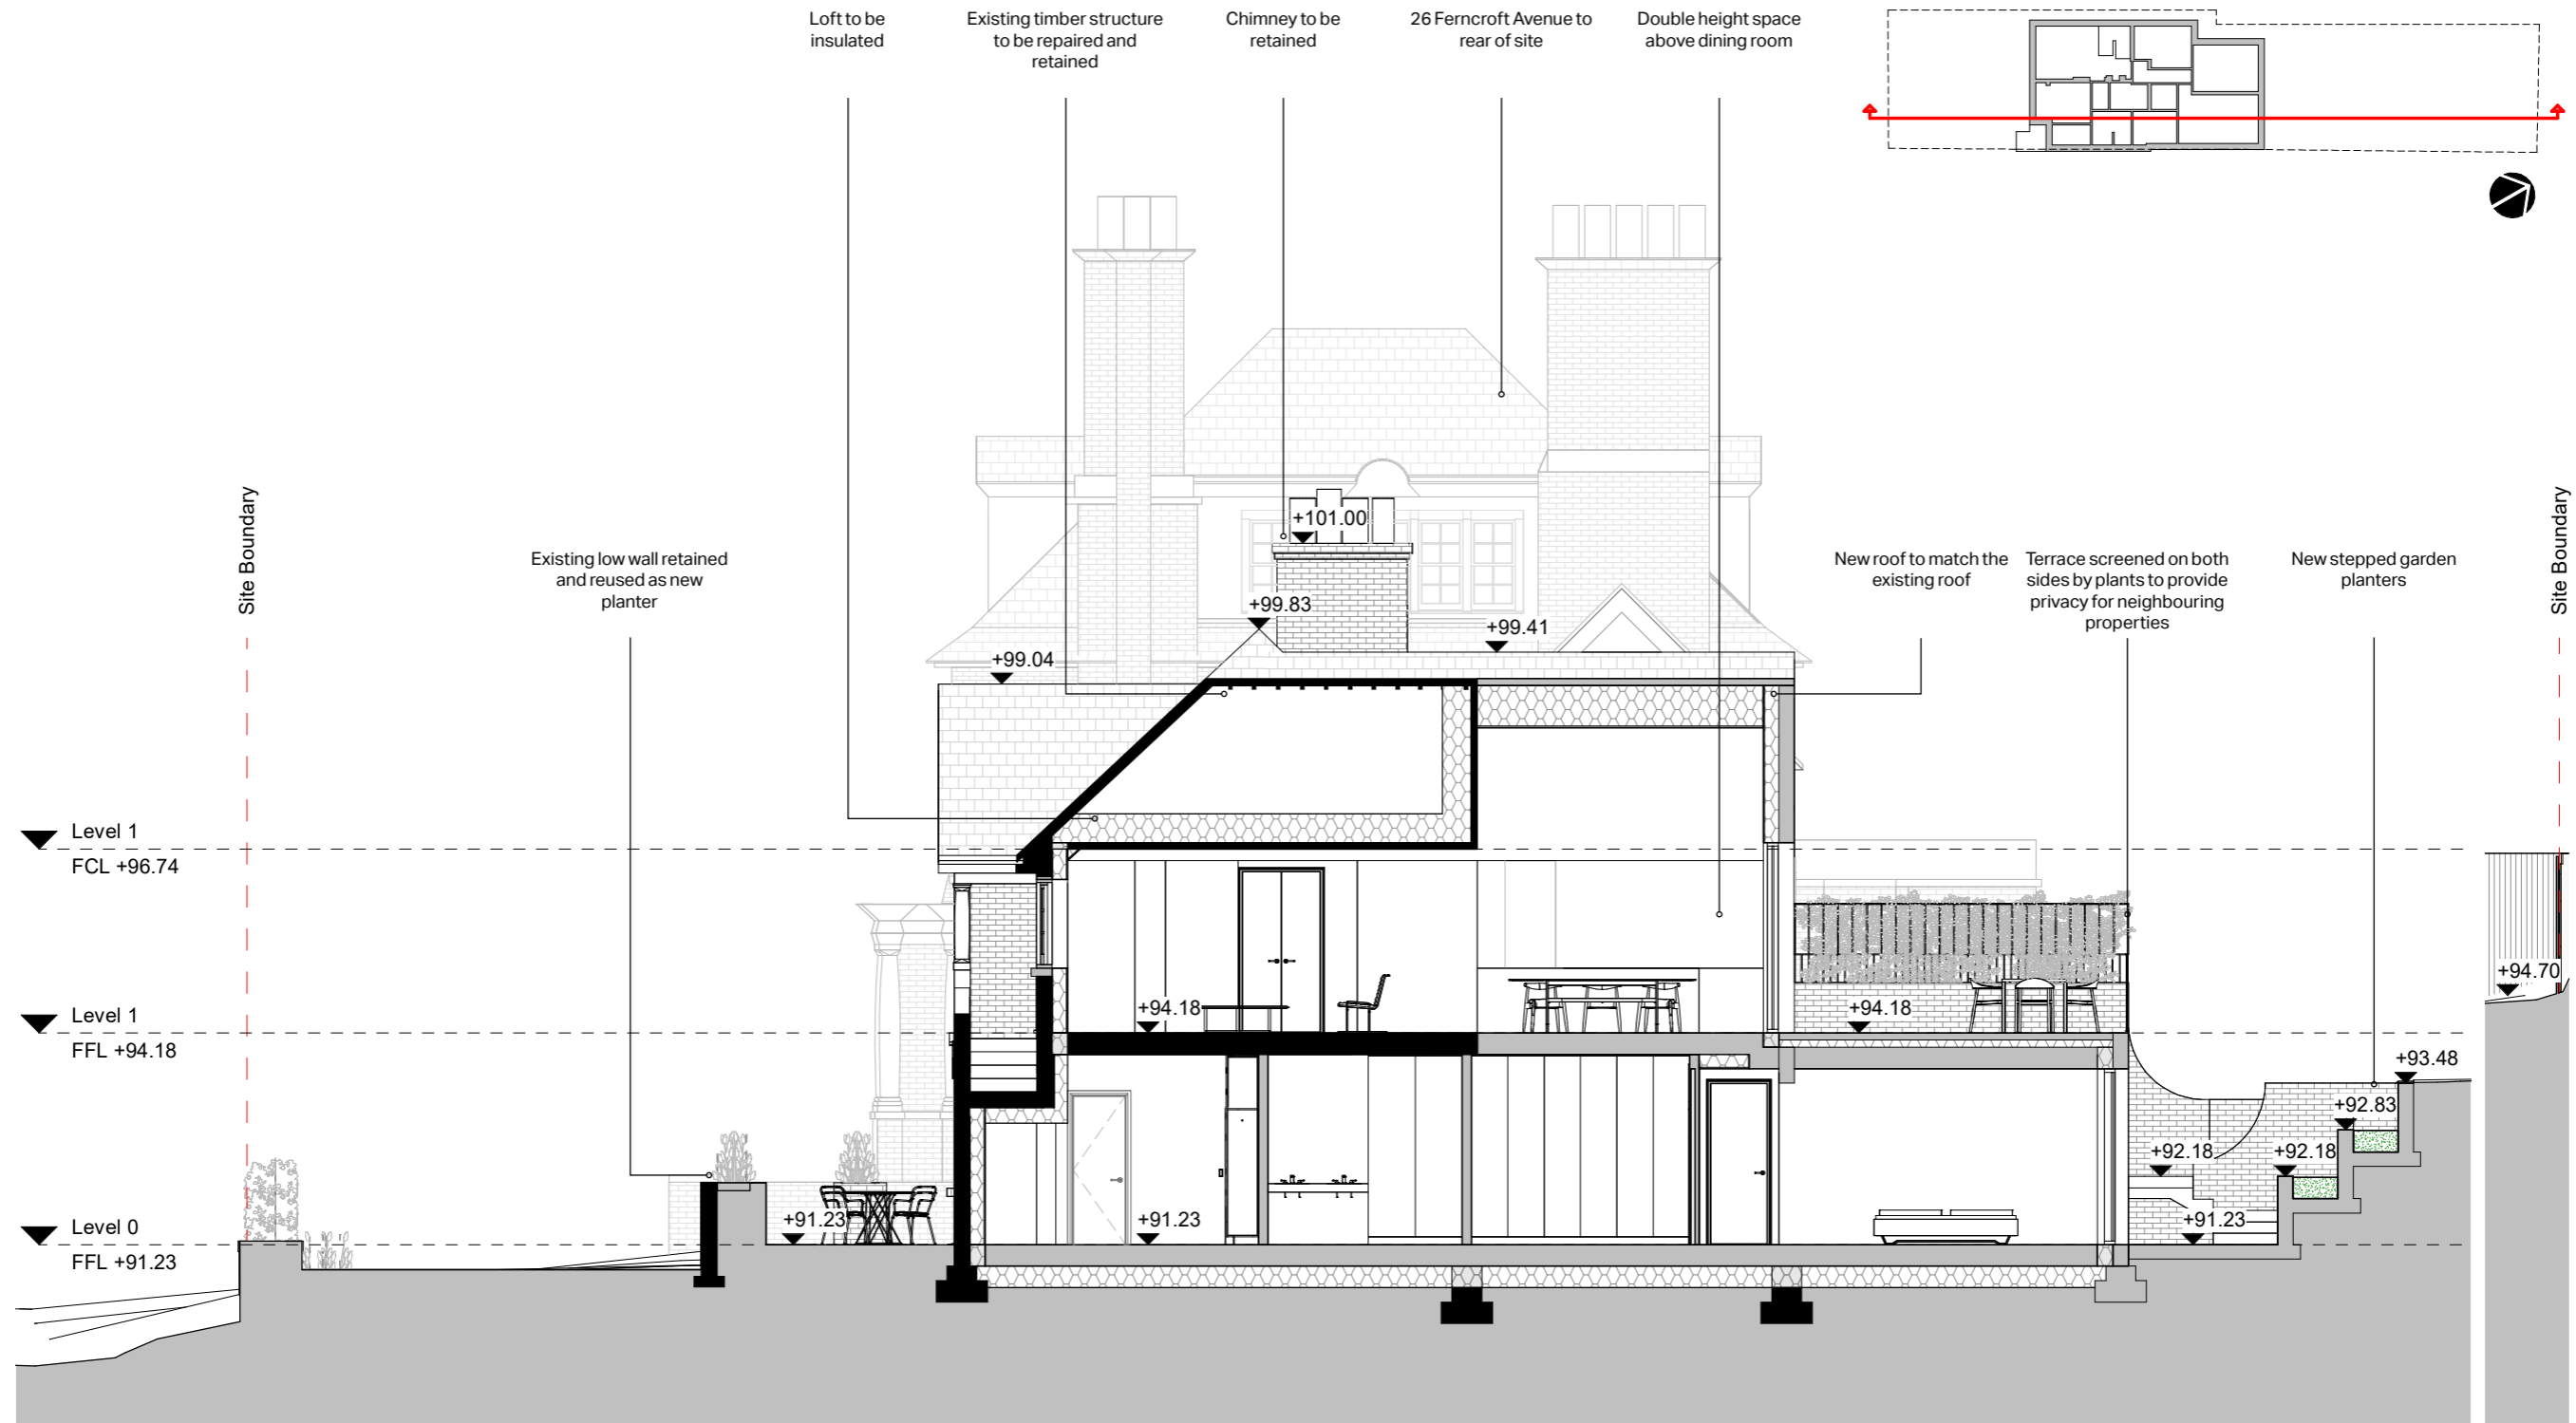 Loft to be
insulated
Existing timber structure
to be repaired and
retained
Chimney to be
retained
26 Ferncroft Avenue to
rear of site
Double height space
above dining room
Site Boundary
Existing low wall retained
and reused as new
planter
New roof to match the
existing roof
Terrace screened on both
sides by plants to provide
privacy for neighbouring
properties
New stepped garden
planters
Site Boundary
+101.00
+99.83
+99.41
+99.04
Level 1
FCL +96.74
+94.70
Level 1
FFL +94.18
+94.18
+94.18
+93.48
+92.83
+92.18
+92.18
Level 0
FFL +91.23
+91.23
+91.23
+91.23